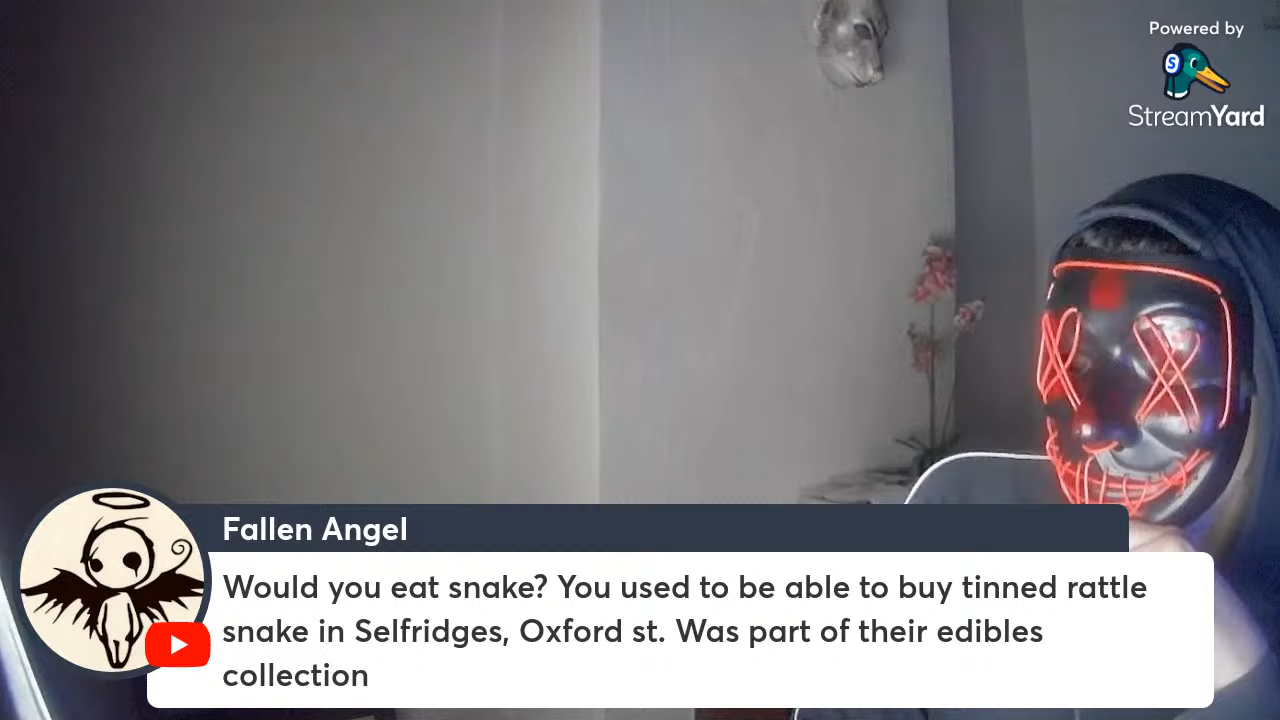 Powered by
S
StreamYard
Fallen Angel
Would you eat snake? You used to be able to buy tinned rattle
snake in Selfridges, Oxford st. Was part of their edibles
collection